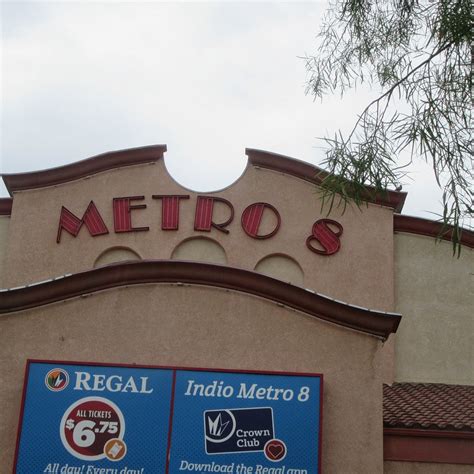 METRO 8
REGAL
ALL TICKETS
$6.75
All day! Every day!
Indio Metro 8
Crown
Club
Download the Regal app